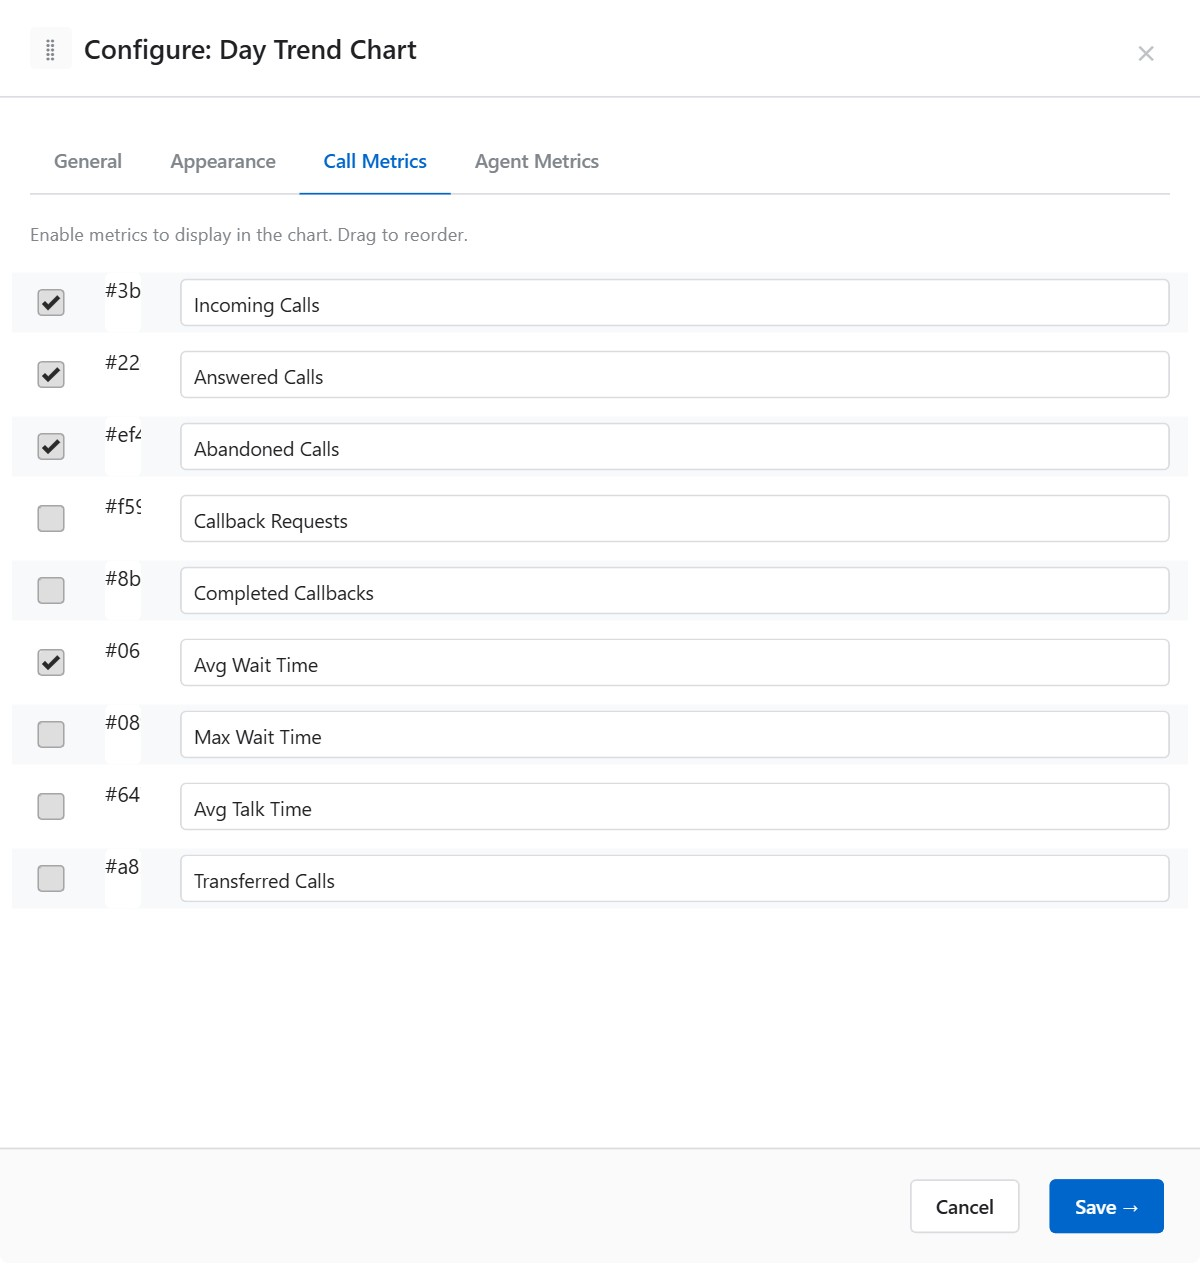 Configure: Day Trend Chart
General Appearance Call Metrics Agent Metrics
Enable metrics to display in the chart. Drag to reorder.
#3b Incoming Calls
#22 Answered Calls
#ef4 Abandoned Calls
#f59 Callback Requests
#8b Completed Callbacks
#06 Avg Wait Time
#08 Max Wait Time
#64 Avg Talk Time
#a8 Transferred Calls
Cancel Save →